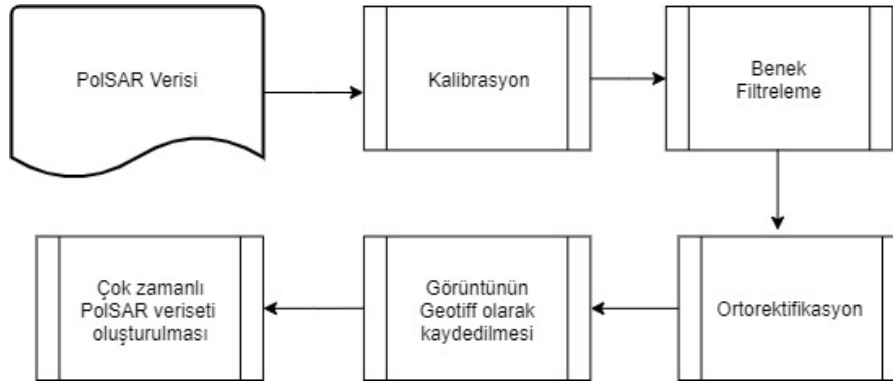 PolSAR Verisi
Kalibrasyon
Benek
Filtreleme
Ortorektifikasyon
Görüntünün
Geotiff olarak
kaydedilmesi
Çok zamanlı
PolSAR veriseti
oluşturulması